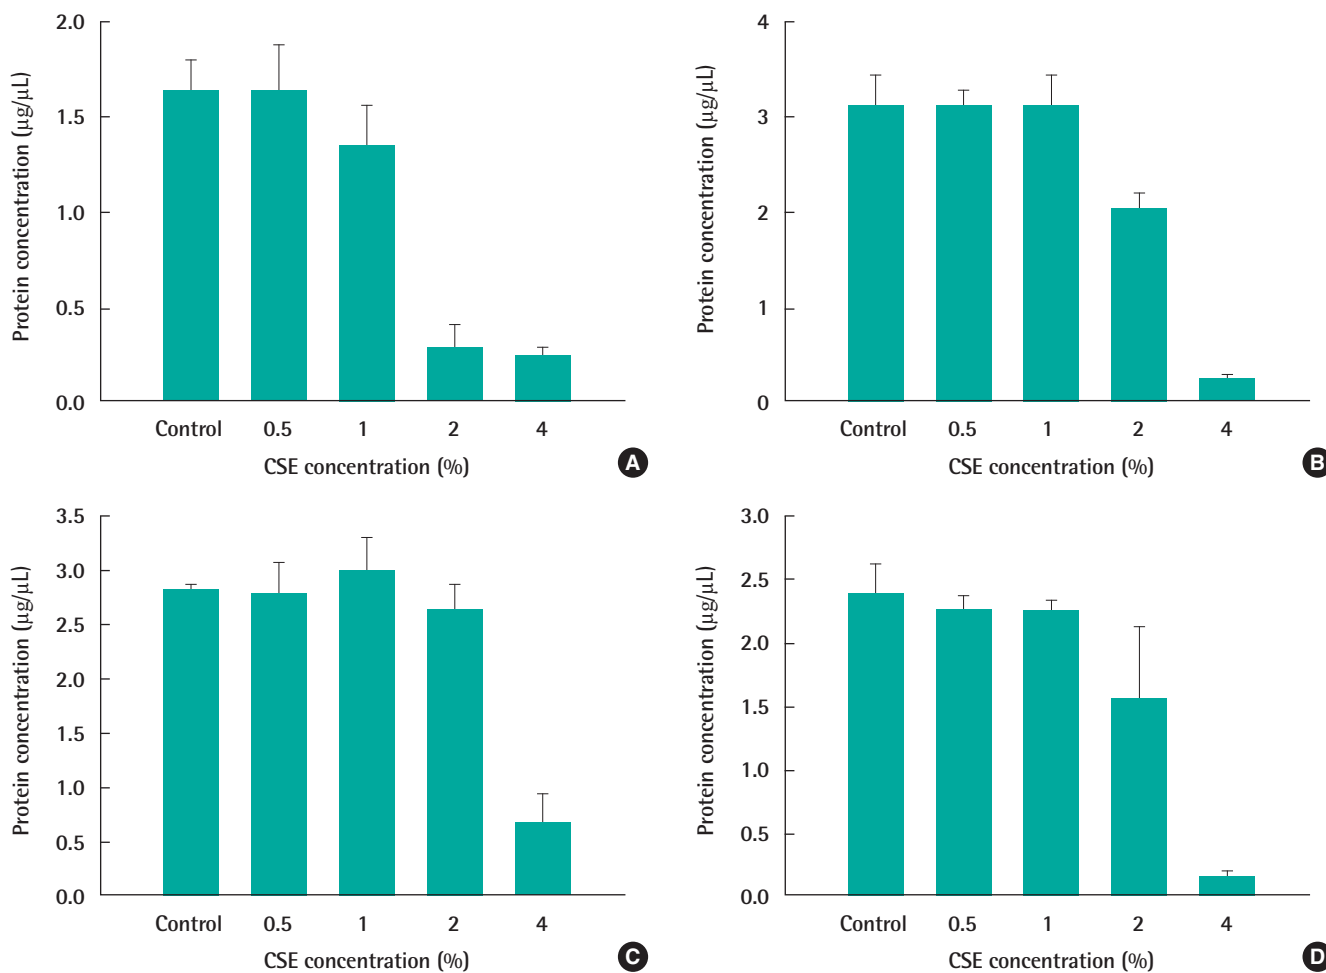 2.0
1.5
1.0
0.5
0.0
Protein concentration (μg/μL)
Control 0.5 1 2 4
CSE concentration (%)
A
4
3
2
1
0
Protein concentration (μg/μL)
Control 0.5 1 2 4
CSE concentration (%)
B
3.5
3.0
2.5
2.0
1.5
1.0
0.5
0.0
Protein concentration (μg/μL)
Control 0.5 1 2 4
CSE concentration (%)
C
3.0
2.5
2.0
1.5
1.0
0.5
0.0
Protein concentration (μg/μL)
Control 0.5 1 2 4
CSE concentration (%)
D